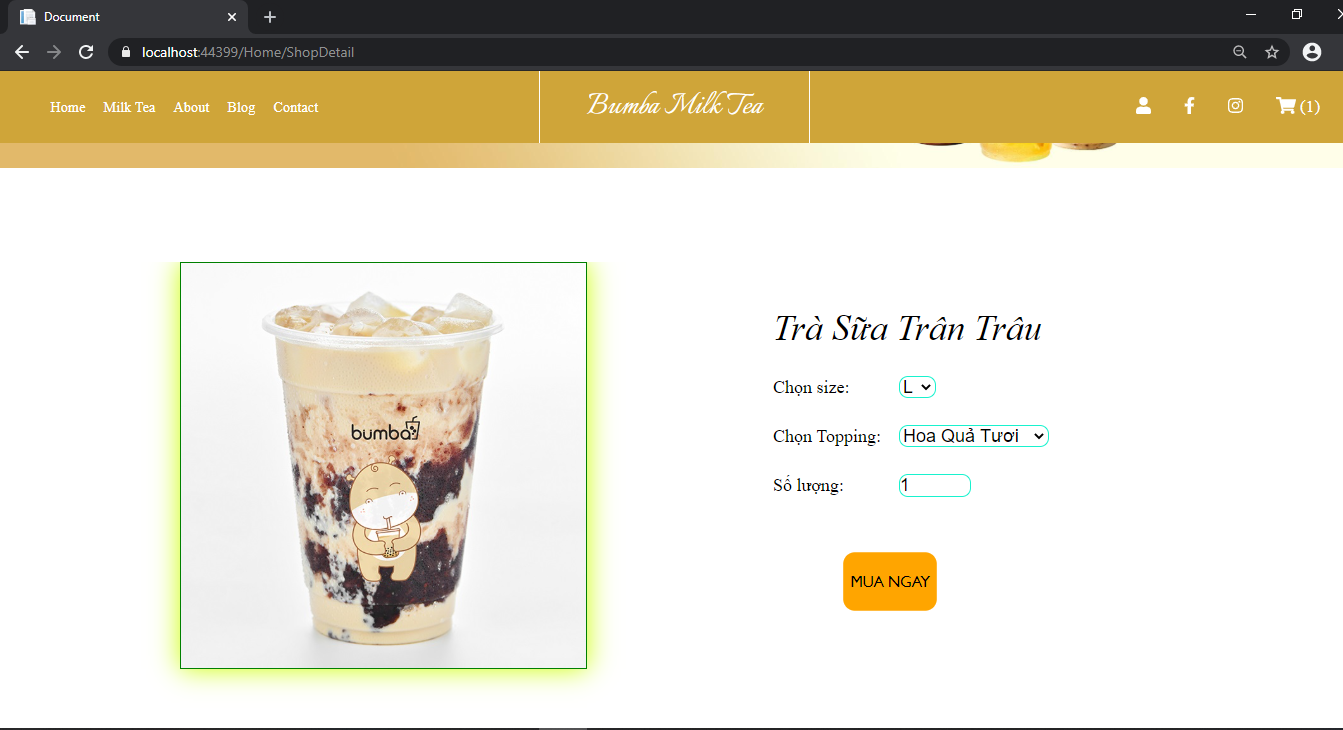 Document
localhost:44399/Home/ShopDetail
Home Milk Tea About Blog Contact
Bumba Milk Tea
(1)
bumba
Trà Sữa Trân Trâu
Chọn size: L
Chọn Topping: Hoa Quả Tươi
Số lượng: 1
MUA NGAY